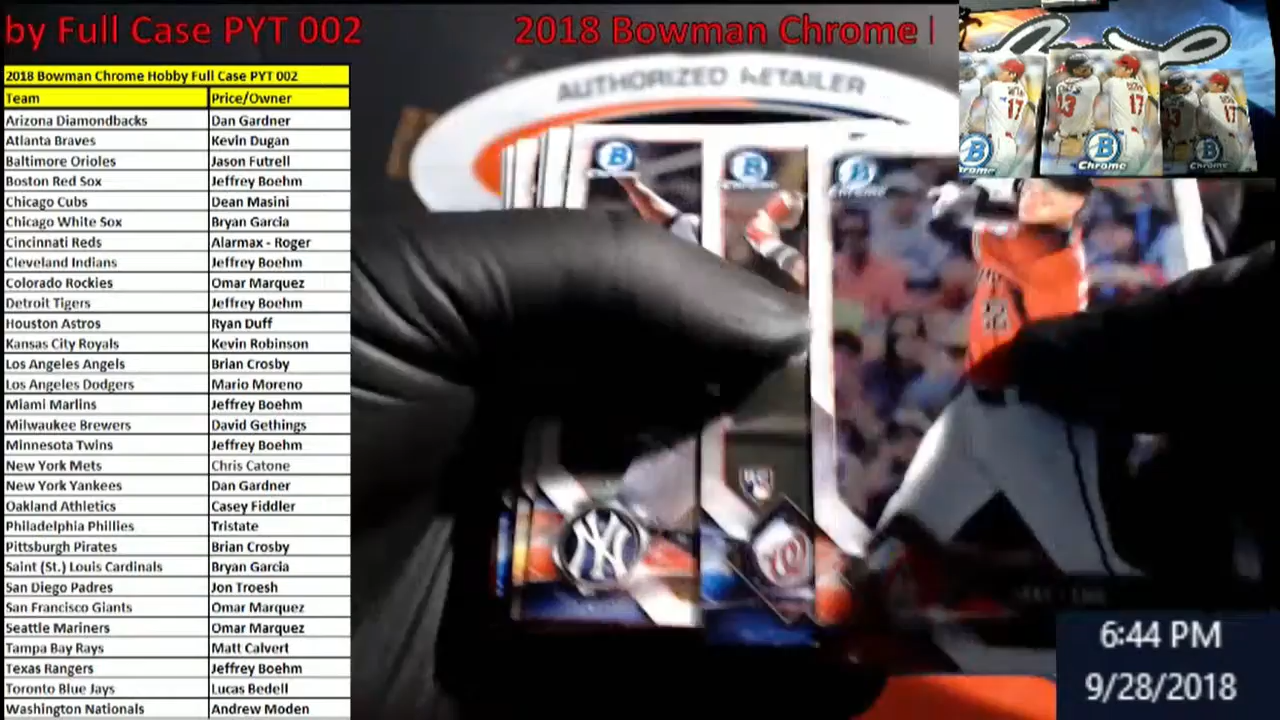 by Full Case PYT 002
2018 Bowman Chrome
2018 Bowman Chrome Hobby Full Case PYT 002
Team Price/Owner
Arizona Diamondbacks Dan Gardner
Atlanta Braves Kevin Dugan
Baltimore Orioles Jason Futrell
Boston Red Sox Jeffrey Boehm
Chicago Cubs Dean Masini
Chicago White Sox Bryan Garcia
Cincinnati Reds Alarmax - Roger
Cleveland Indians Jeffrey Boehm
Colorado Rockies Omar Marquez
Detroit Tigers Jeffrey Boehm
Houston Astros Ryan Duff
Kansas City Royals Kevin Robinson
Los Angeles Angels Brian Crosby
Los Angeles Dodgers Mario Moreno
Miami Marlins Jeffrey Boehm
Milwaukee Brewers David Gethings
Minnesota Twins Jeffrey Boehm
New York Mets Chris Catone
New York Yankees Dan Gardner
Oakland Athletics Casey Fiddler
Philadelphia Phillies Tristate
Pittsburgh Pirates Brian Crosby
Saint (St.) Louis Cardinals Bryan Garcia
San Diego Padres Jon Troesh
San Francisco Giants Omar Marquez
Seattle Mariners Omar Marquez
Tampa Bay Rays Matt Calvert
Texas Rangers Jeffrey Boehm
Toronto Blue Jays Lucas Bedell
Washington Nationals Andrew Moden
AUTHORIZED RETAILER
B
B
Chrome
B
Chrome
NY
W
17
13
17
17
B
Chrome
B
6:44 PM
9/28/2018